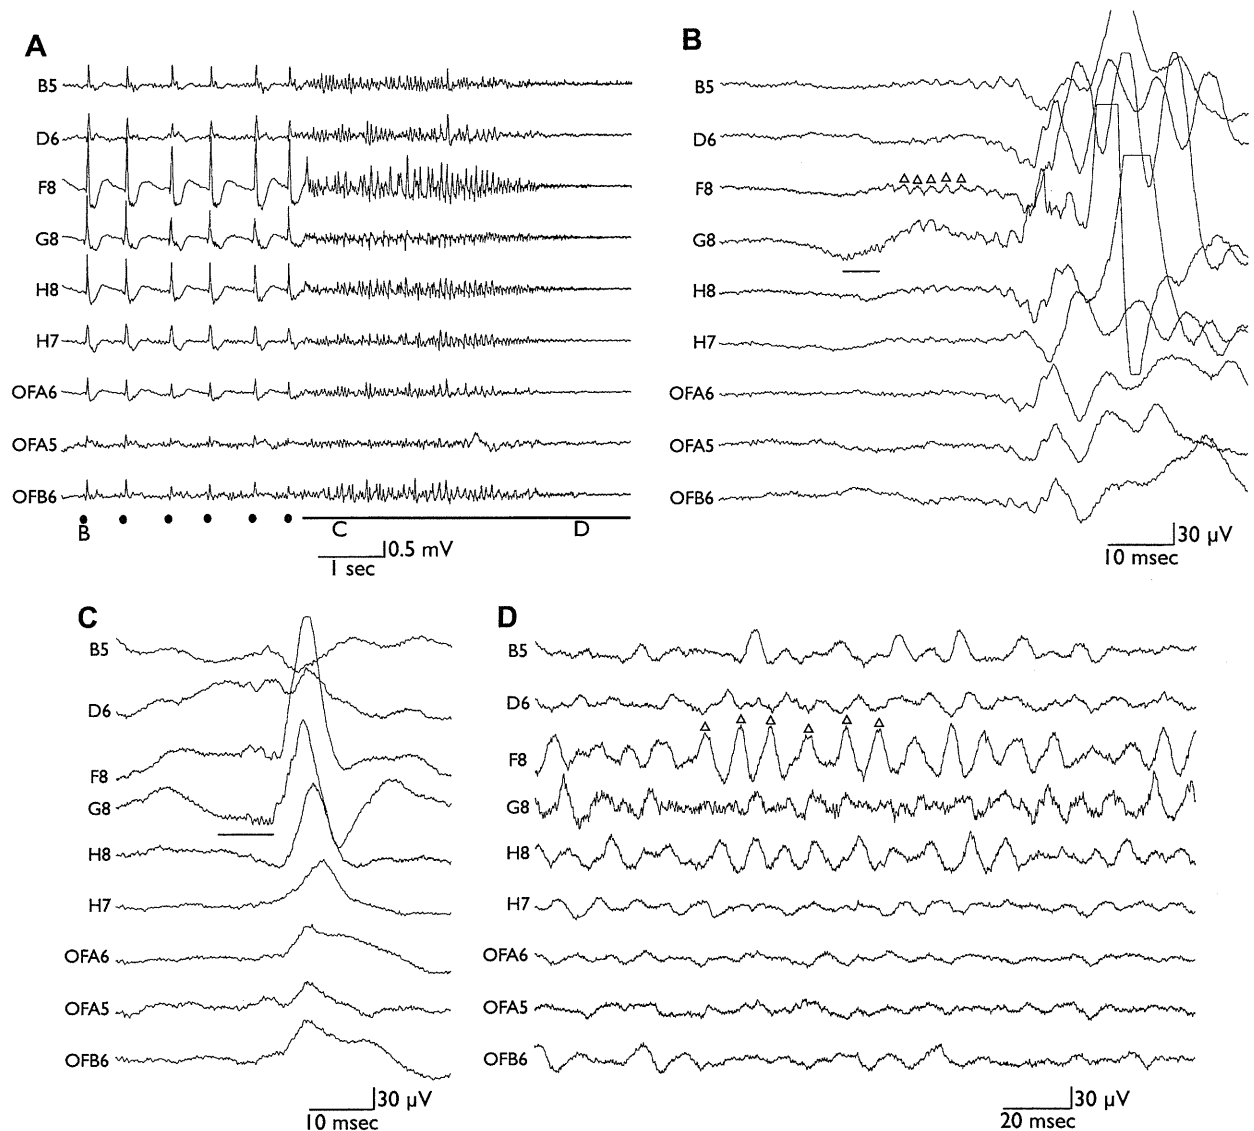 A
B5
D6
F8
G8
H8
H7
OFA6
OFA5
OFB6
B
C
D
0.5 mV
1 sec
B
B5
D6
F8
G8
H8
H7
OFA6
OFA5
OFB6
30 µV
10 msec
C
B5
D6
F8
G8
H8
H7
OFA6
OFA5
OFB6
30 µV
10 msec
D
B5
D6
F8
G8
H8
H7
OFA6
OFA5
OFB6
30 µV
20 msec